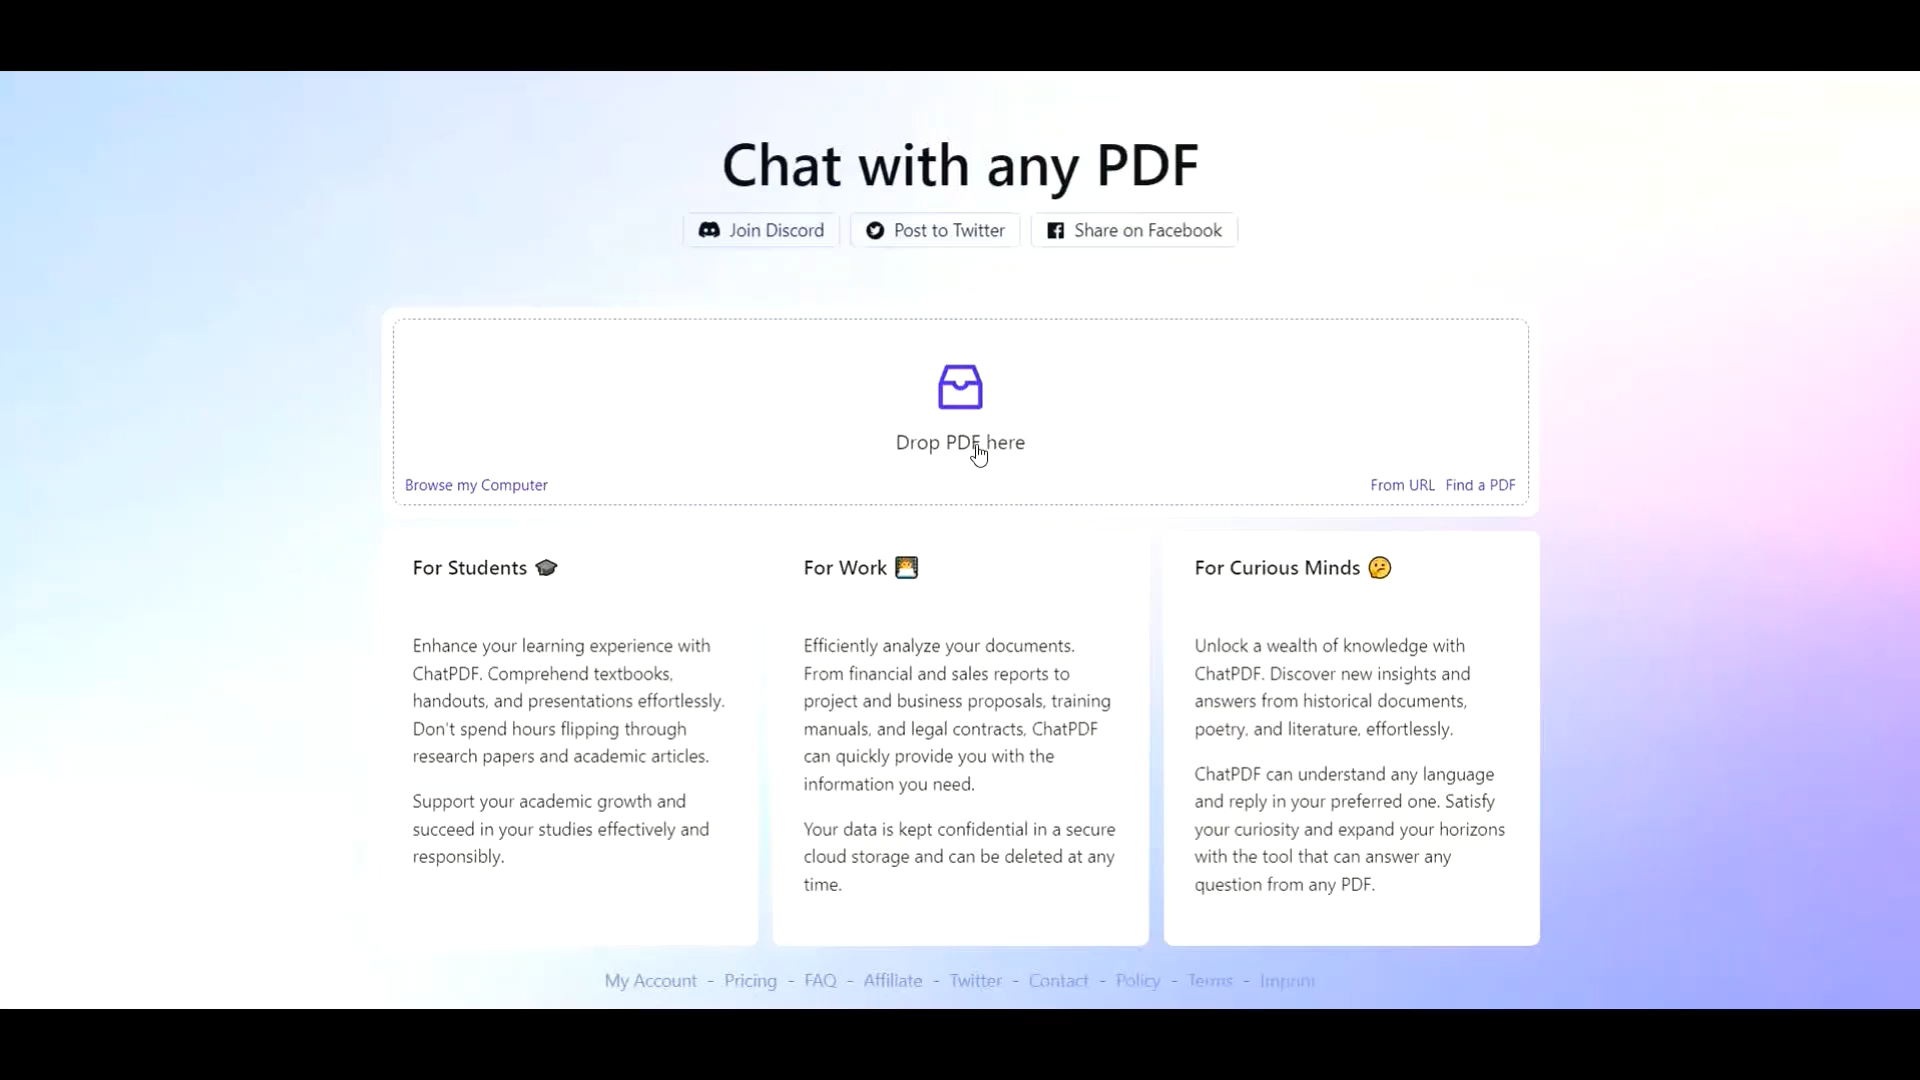 Chat with any PDF
Join Discord Post to Twitter Share on Facebook
Drop PDF here
Browse my Computer From URL Find a PDF
For Students
Enhance your learning experience with
ChatPDF. Comprehend textbooks,
handouts, and presentations effortlessly.
Don't spend hours flipping through
research papers and academic articles.
Support your academic growth and
succeed in your studies effectively and
responsibly.
For Work
Efficiently analyze your documents.
From financial and sales reports to
project and business proposals, training
manuals, and legal contracts, ChatPDF
can quickly provide you with the
information you need.
Your data is kept confidential in a secure
cloud storage and can be deleted at any
time.
For Curious Minds
Unlock a wealth of knowledge with
ChatPDF. Discover new insights and
answers from historical documents,
poetry, and literature, effortlessly.
ChatPDF can understand any language
and reply in your preferred one. Satisfy
your curiosity and expand your horizons
with the tool that can answer any
question from any PDF.
My Account - Pricing - FAQ - Affiliate - Twitter - Contact - Policy - Terms - Imprint